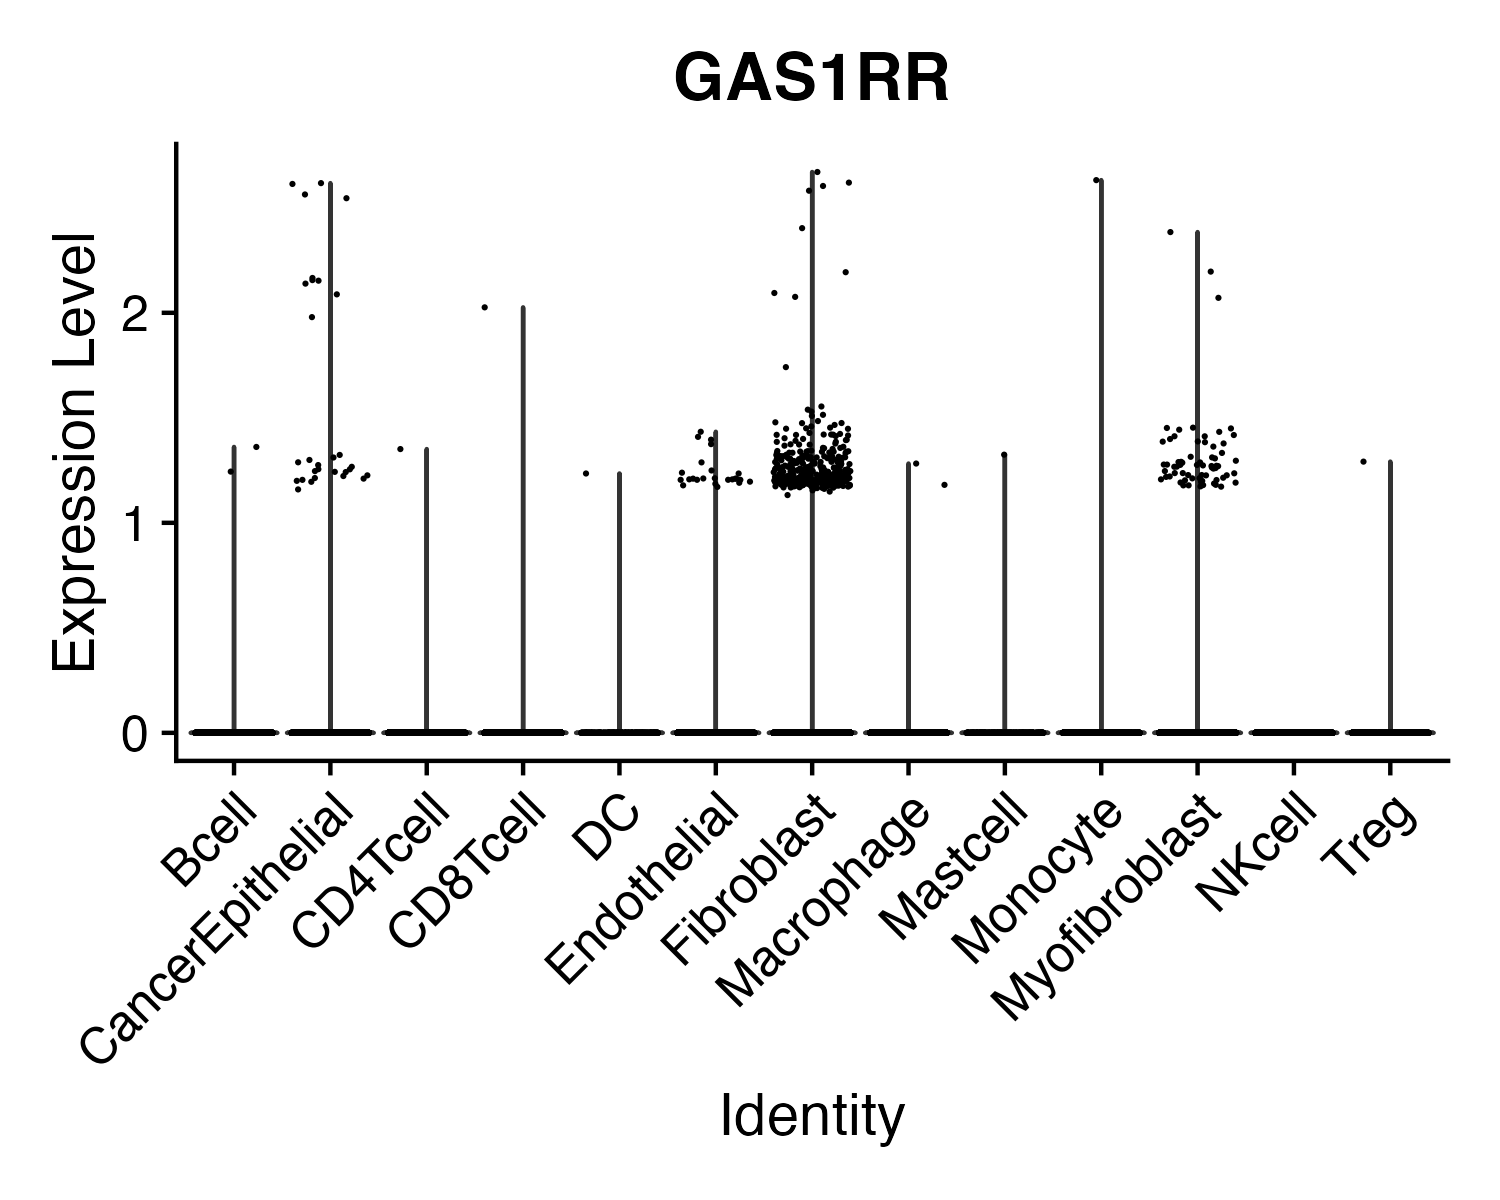 GAS1RR
Expression Level
2
1
0
Bcell
CancerEpithelial
CD4Tcell
CD8Tcell
DC
Endothelial
Fibroblast
Macrophage
Mastcell
Monocyte
Myofibroblast
NKcell
Treg
Identity